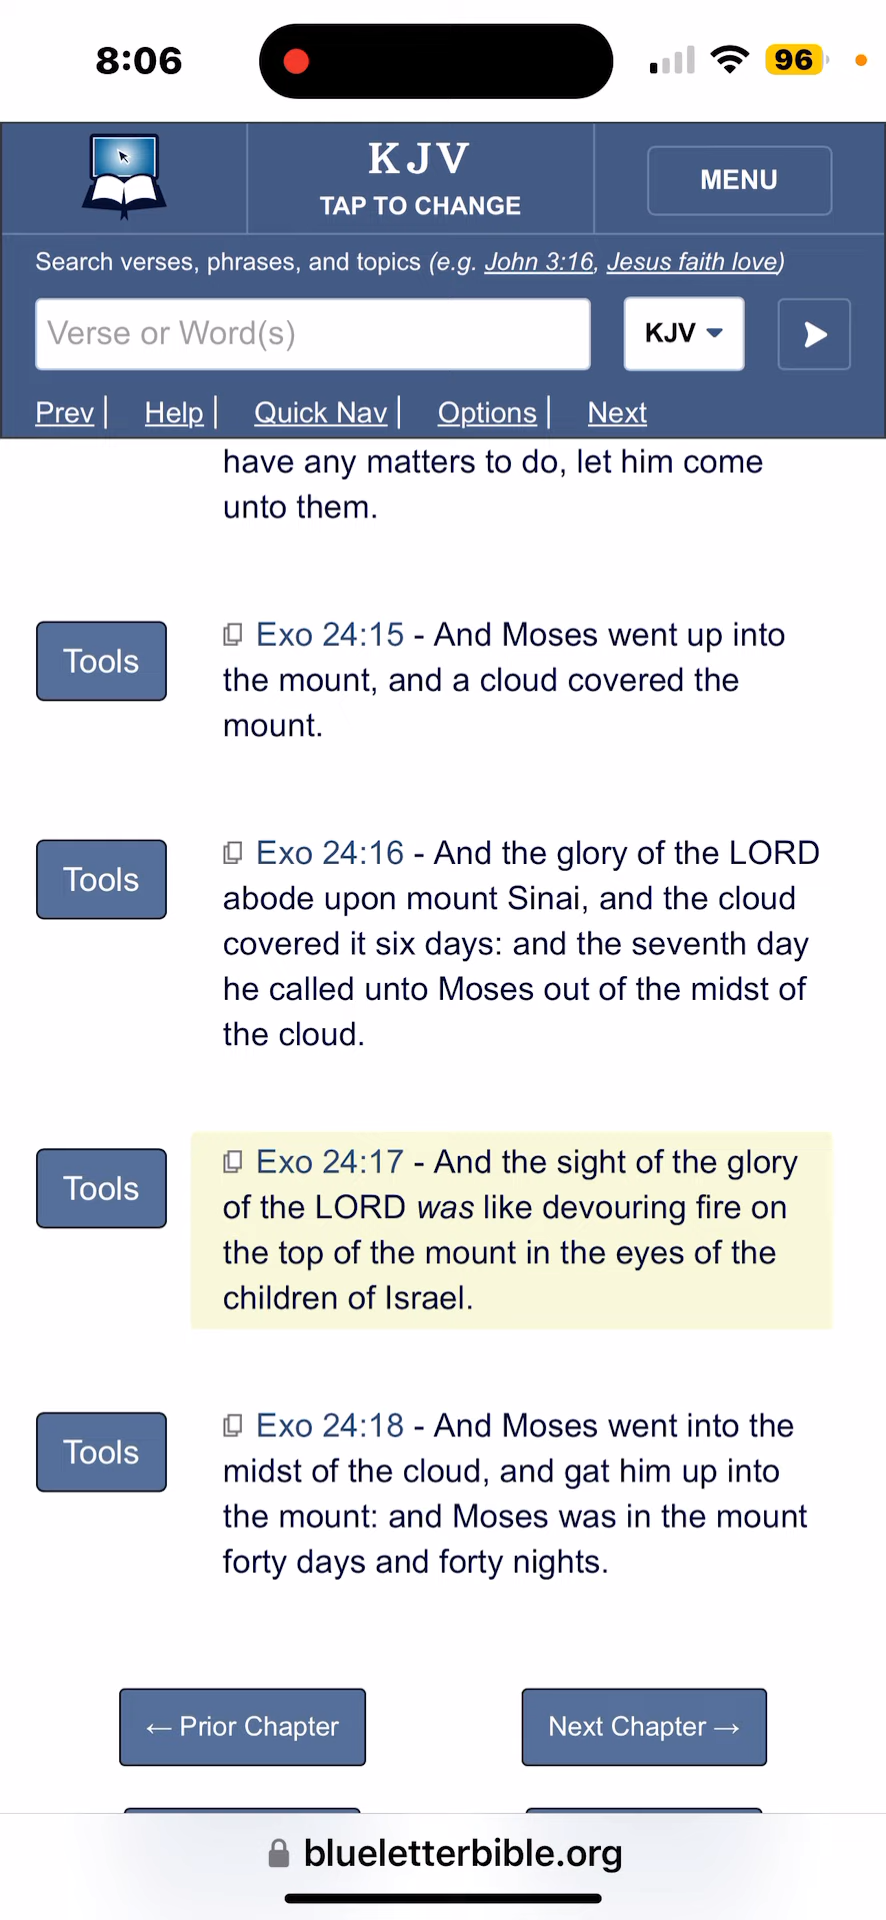 8:06
96
KJV
TAP TO CHANGE
MENU
Search verses, phrases, and topics (e.g. John 3:16, Jesus faith love)
Verse or Word(s)
KJV
Prev | Help | Quick Nav | Options | Next
have any matters to do, let him come
unto them.
Tools
Exo 24:15 - And Moses went up into
the mount, and a cloud covered the
mount.
Tools
Exo 24:16 - And the glory of the LORD
abode upon mount Sinai, and the cloud
covered it six days: and the seventh day
he called unto Moses out of the midst of
the cloud.
Tools
Exo 24:17 - And the sight of the glory
of the LORD was like devouring fire on
the top of the mount in the eyes of the
children of Israel.
Tools
Exo 24:18 - And Moses went into the
midst of the cloud, and gat him up into
the mount: and Moses was in the mount
forty days and forty nights.
← Prior Chapter
Next Chapter →
blueletterbible.org